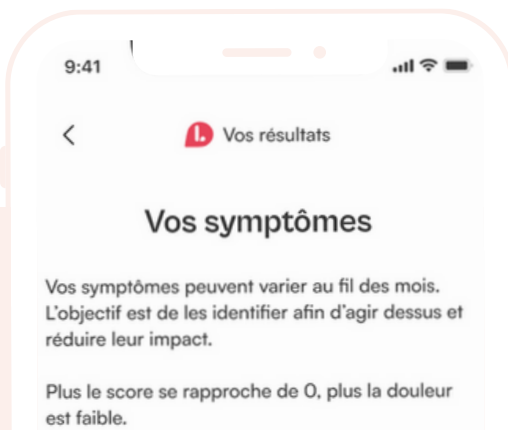 9:41
Vos résultats
Vos symptômes
Vos symptômes peuvent varier au fil des mois.
L'objectif est de les identifier afin d'agir dessus et
réduire leur impact.
Plus le score se rapproche de 0, plus la douleur
est faible.